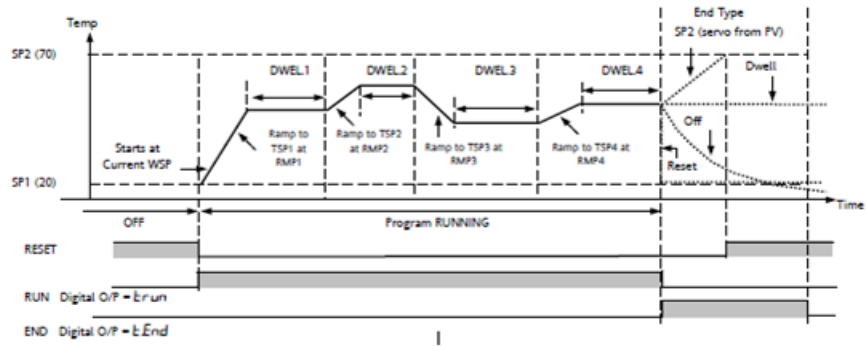 End Type
SP2 (servo from PV)
Temp
SP2 (70)
DWEL.1
DWEL.2
DWEL.3
DWEL.4
Dwell
Starts at
Current WSP
Ramp to
TSP1 at
RMP1
Ramp to TSP2
at RMP2
Ramp to TSP3 at
RMP3
Ramp to TSP4 at
RMP4
Off
Reset
SP1 (20)
Time
OFF
Program RUNNING
RESET
RUN Digital O/P = t.run
END Digital O/P = t.End